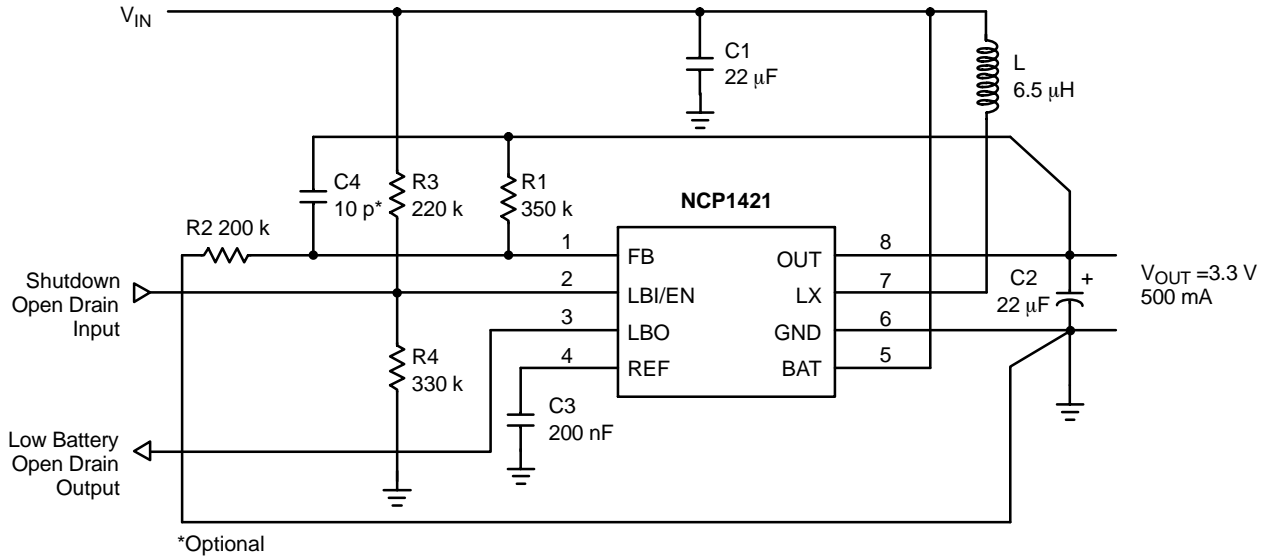 VIN
C1
22 μF
L
6.5 μH
C4
10 p*
R3
220 k
R1
350 k
NCP1421
R2 200 k
1
FB
OUT
8
Shutdown
Open Drain
Input
2
LBI/EN
LX
7
C2
22 μF
+
VOUT =3.3 V
500 mA
3
LBO
GND
6
R4
330 k
4
REF
BAT
5
C3
200 nF
Low Battery
Open Drain
Output
*Optional